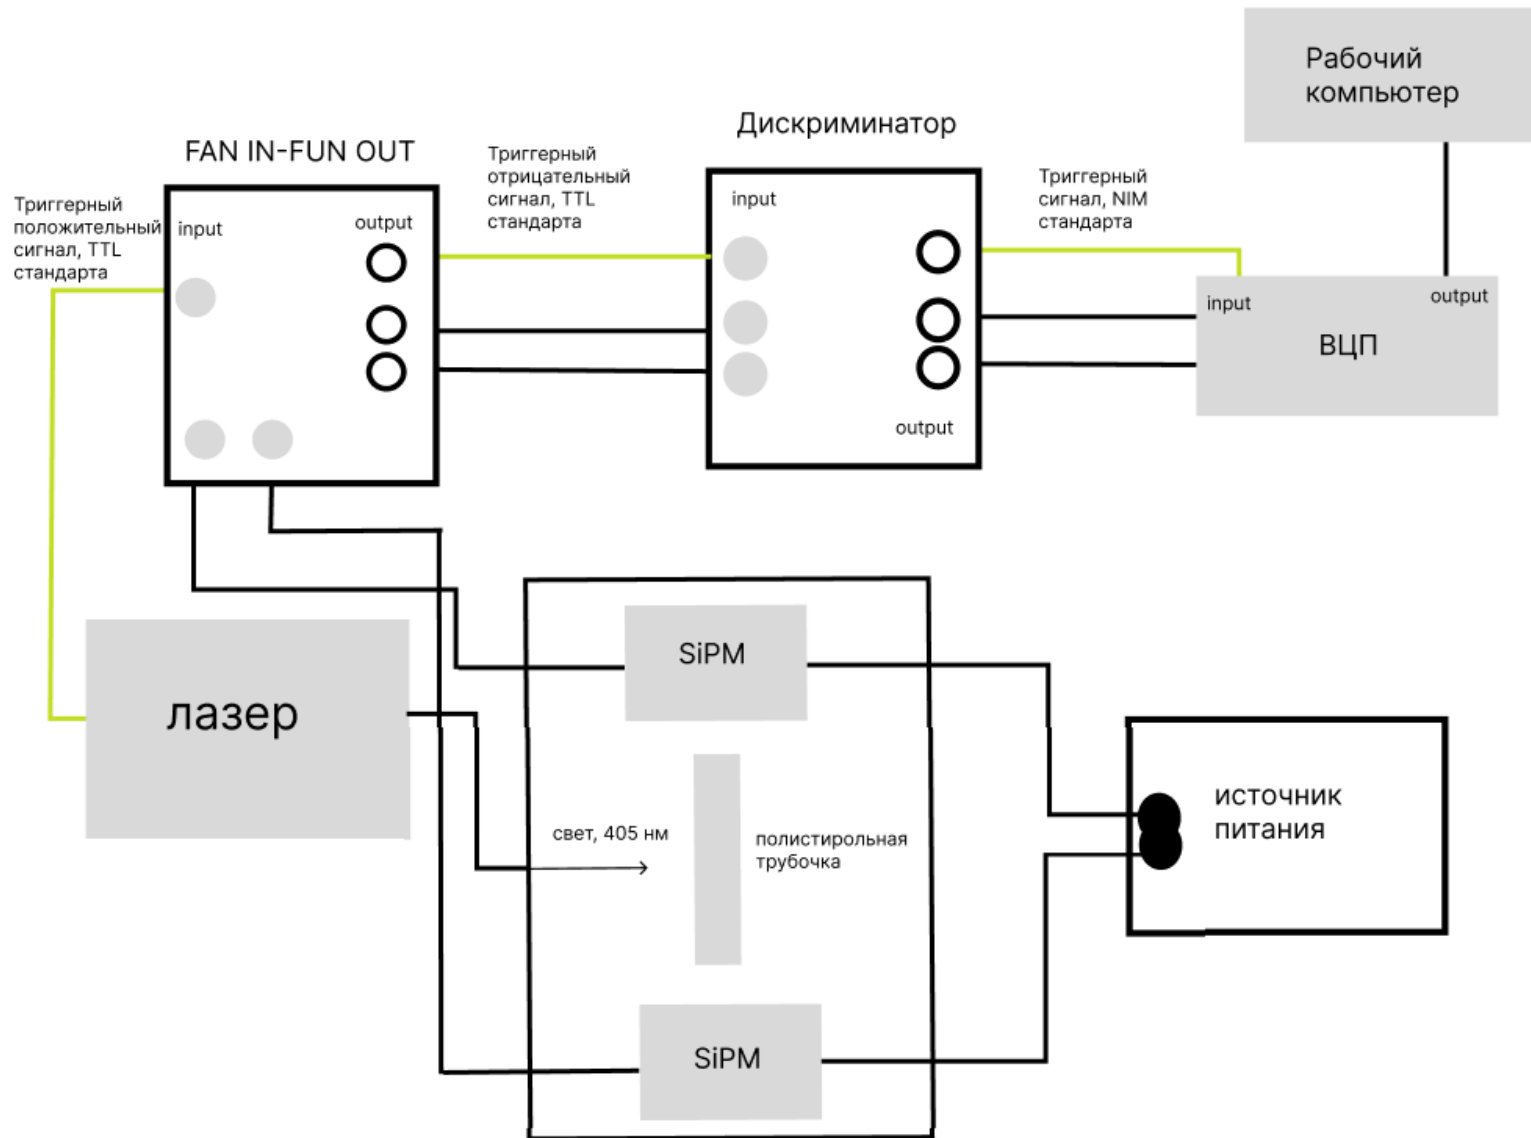 Рабочий
компьютер
Дискриминатор
FAN IN-FUN OUT
Триггерный
отрицательный
сигнал, TTL
стандарта
Триггерный
сигнал, NIM
стандарта
Триггерный
положительный
сигнал, TTL
стандарта
input
output
input
output
input
output
ВЦП
SiPM
лазер
свет, 405 нм
полистирольная
трубочка
источник
питания
SiPM